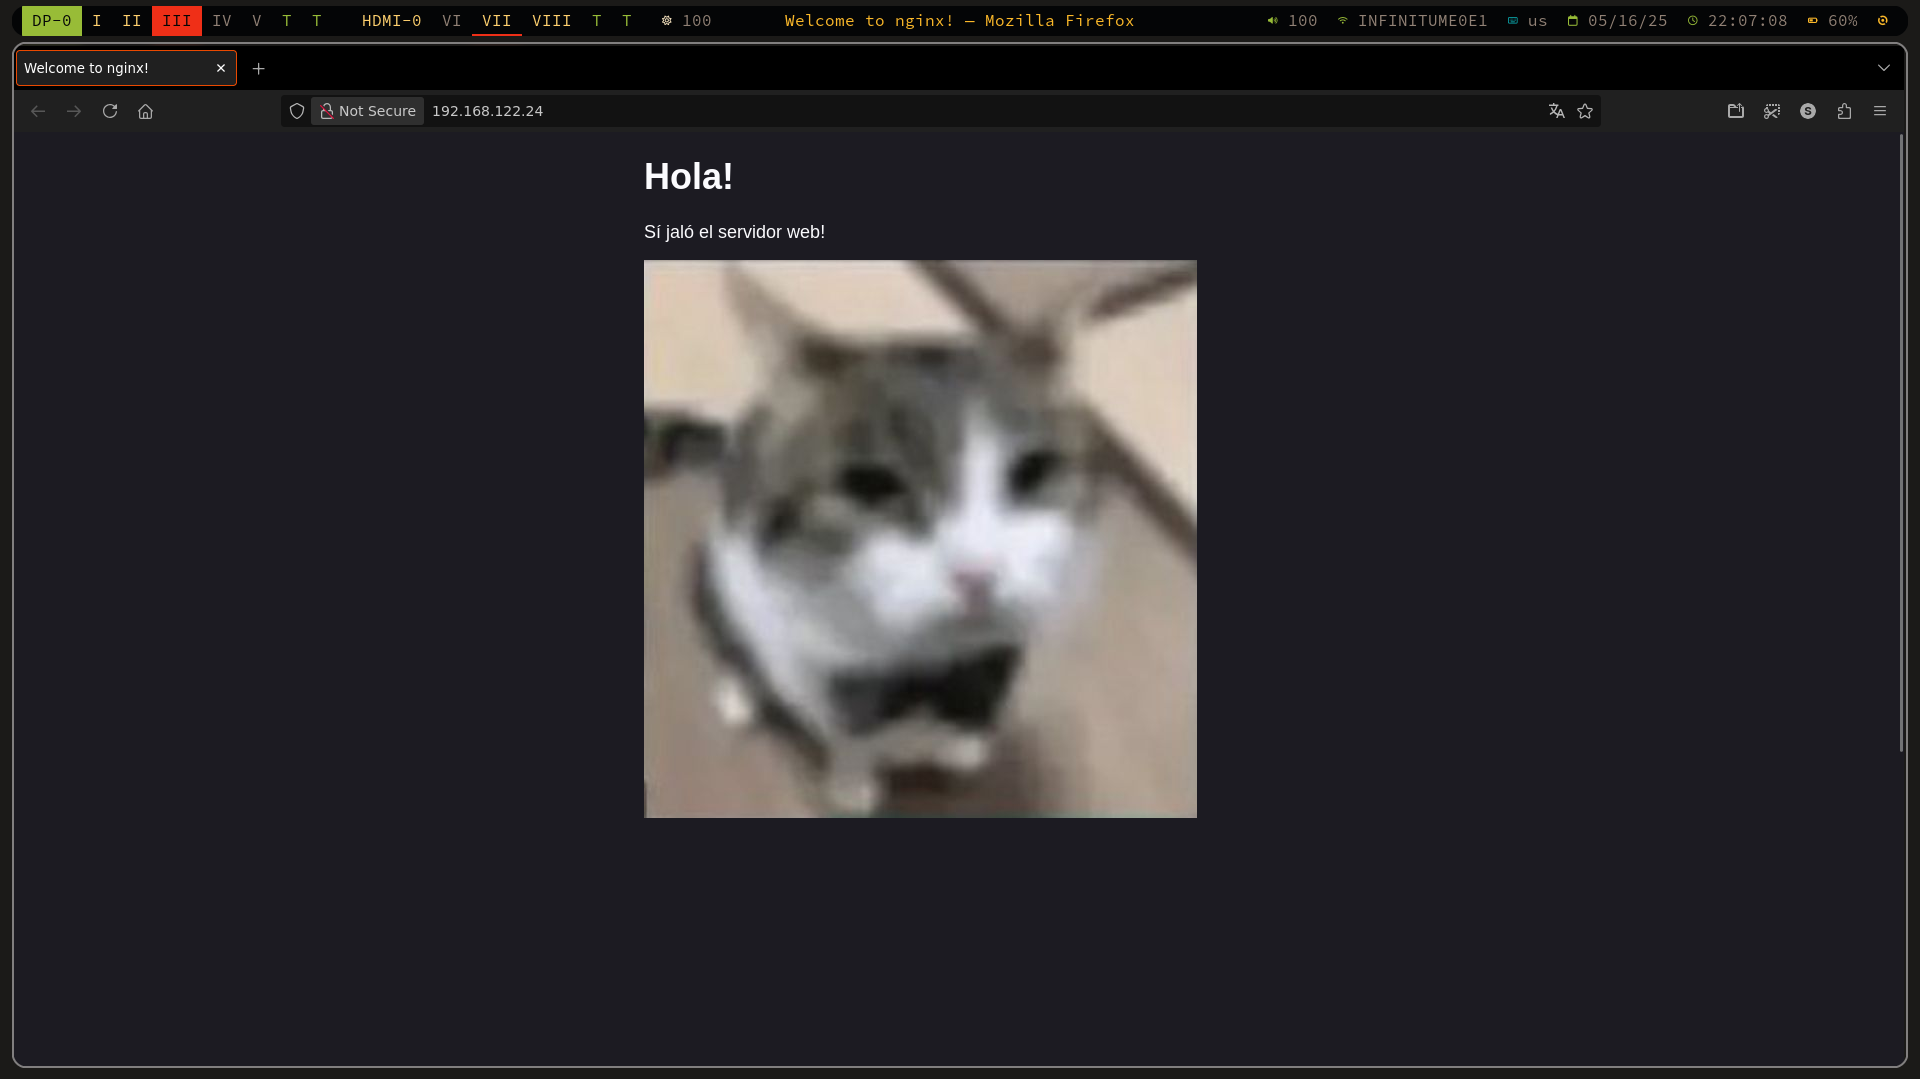 DP-0 I II III IV V T T HDMI-0 VI VII VIII T T 100 Welcome to nginx! — Mozilla Firefox 100 INFINITUME0E1 us 05/16/25 22:07:08 60%
Welcome to nginx!
Not Secure 192.168.122.24 S
Hola!
Sí jaló el servidor web!